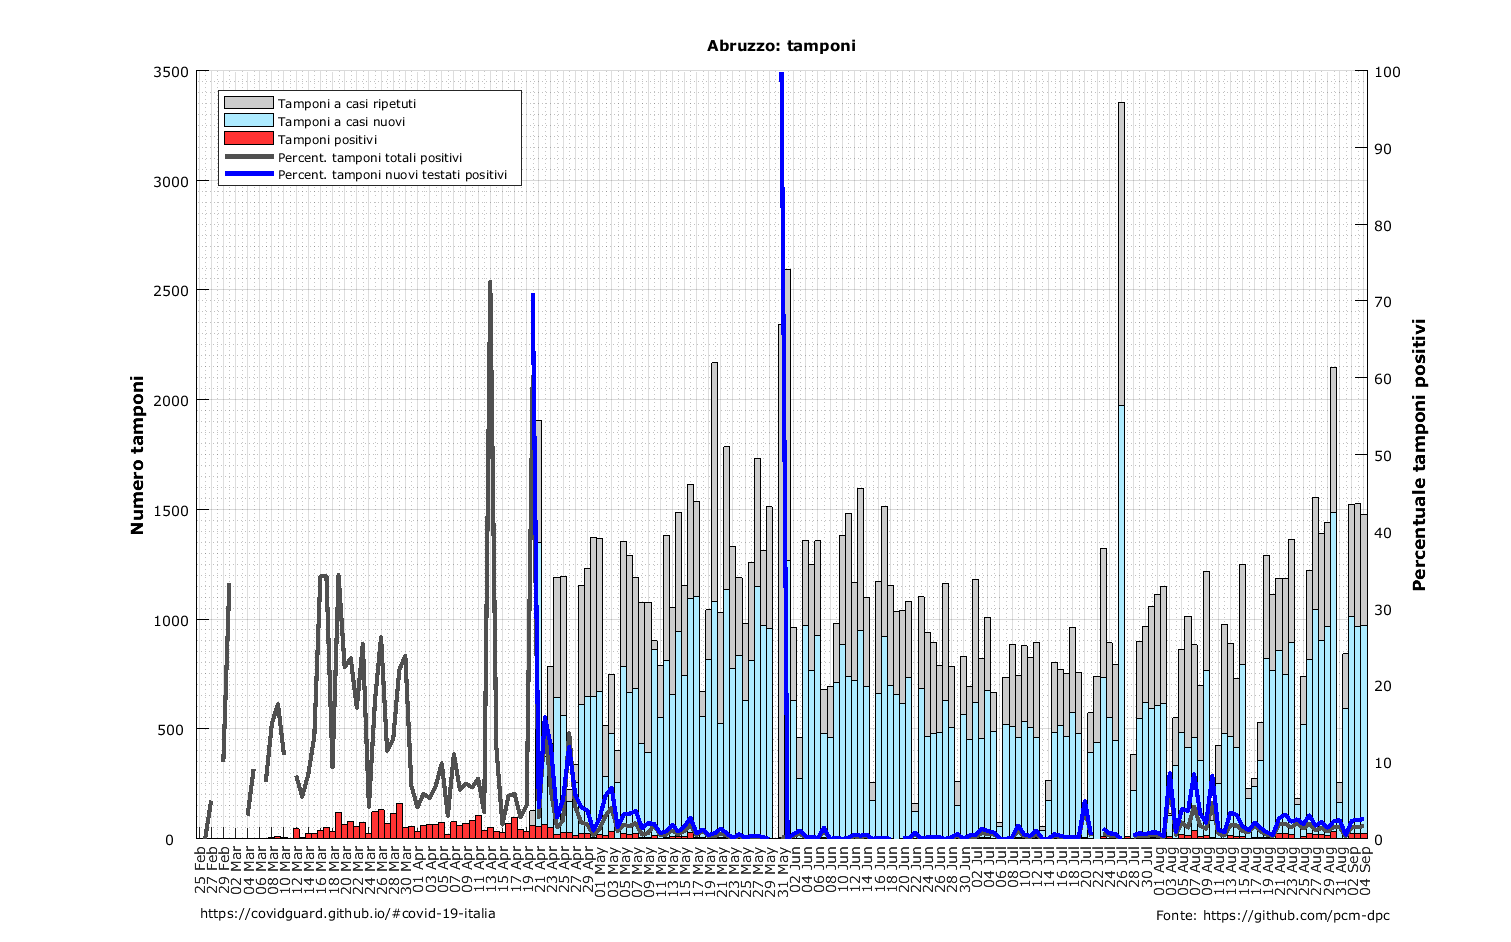 Abruzzo: tamponi
3500
3000
2500
2000
1500
1000
500
0
100
90
80
70
60
50
40
30
20
10
0
Numero tamponi
Percentuale tamponi positivi
Tamponi a casi ripetuti
Tamponi a casi nuovi
Tamponi positivi
Percent. tamponi totali positivi
Percent. tamponi nuovi testati positivi
25 Feb
27 Feb
29 Feb
02 Mar
04 Mar
06 Mar
08 Mar
10 Mar
12 Mar
14 Mar
16 Mar
18 Mar
20 Mar
22 Mar
24 Mar
26 Mar
28 Mar
30 Mar
01 Apr
03 Apr
05 Apr
07 Apr
09 Apr
11 Apr
13 Apr
15 Apr
17 Apr
19 Apr
21 Apr
23 Apr
25 Apr
27 Apr
29 Apr
01 May
03 May
05 May
07 May
09 May
11 May
13 May
15 May
17 May
19 May
21 May
23 May
25 May
27 May
29 May
31 May
02 Jun
04 Jun
06 Jun
08 Jun
10 Jun
12 Jun
14 Jun
16 Jun
18 Jun
20 Jun
22 Jun
24 Jun
26 Jun
28 Jun
30 Jun
02 Jul
04 Jul
06 Jul
08 Jul
10 Jul
12 Jul
14 Jul
16 Jul
18 Jul
20 Jul
22 Jul
24 Jul
26 Jul
28 Jul
30 Jul
01 Aug
03 Aug
05 Aug
07 Aug
09 Aug
11 Aug
13 Aug
15 Aug
17 Aug
19 Aug
21 Aug
23 Aug
25 Aug
27 Aug
29 Aug
31 Aug
02 Sep
04 Sep
https://covidguard.github.io/#covid-19-italia
Fonte: https://github.com/pcm-dpc